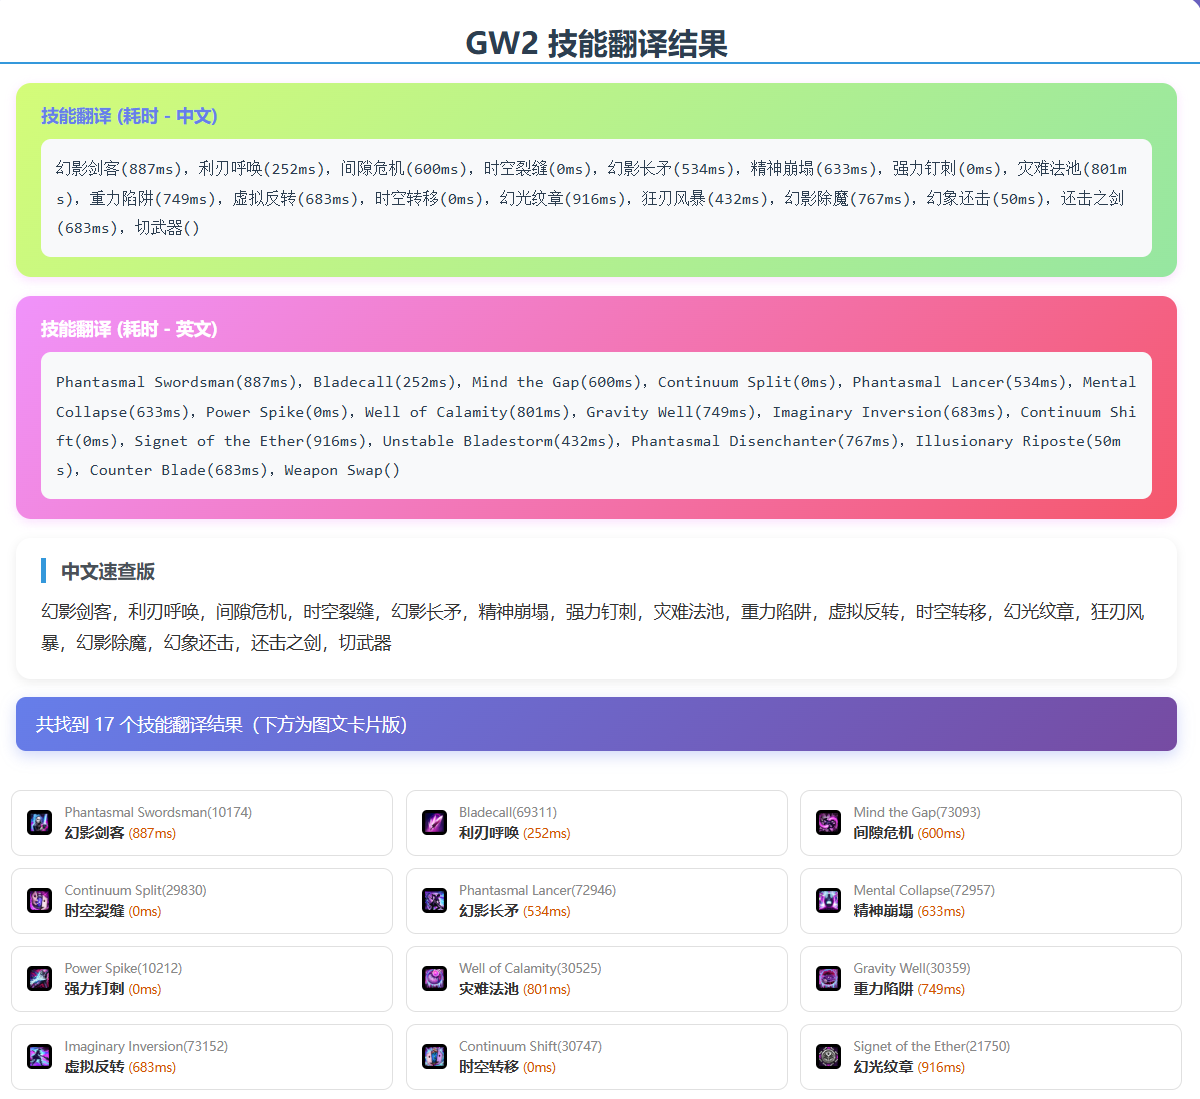 GW2 技能翻译结果
技能翻译 (耗时 - 中文)
幻影剑客(887ms)，利刃呼唤(252ms)，间隙危机(600ms)，时空裂缝(0ms)，幻影长矛(534ms)，精神崩塌(633ms)，强力钉刺(0ms)，灾难法池(801m
s)，重力陷阱(749ms)，虚拟反转(683ms)，时空转移(0ms)，幻光纹章(916ms)，狂刃风暴(432ms)，幻影除魔(767ms)，幻象还击(50ms)，还击之剑
(683ms)，切武器()
技能翻译 (耗时 - 英文)
Phantasmal Swordsman(887ms)，Bladecall(252ms)，Mind the Gap(600ms)，Continuum Split(0ms)，Phantasmal Lancer(534ms)，Mental
Collapse(633ms)，Power Spike(0ms)，Well of Calamity(801ms)，Gravity Well(749ms)，Imaginary Inversion(683ms)，Continuum Shi
ft(0ms)，Signet of the Ether(916ms)，Unstable Bladestorm(432ms)，Phantasmal Disenchanter(767ms)，Illusionary Riposte(50m
s)，Counter Blade(683ms)，Weapon Swap()
中文速查版
幻影剑客，利刃呼唤，间隙危机，时空裂缝，幻影长矛，精神崩塌，强力钉刺，灾难法池，重力陷阱，虚拟反转，时空转移，幻光纹章，狂刃风
暴，幻影除魔，幻象还击，还击之剑，切武器
共找到 17 个技能翻译结果（下方为图文卡片版）
Phantasmal Swordsman(10174)
幻影剑客 (887ms)
Bladecall(69311)
利刃呼唤 (252ms)
Mind the Gap(73093)
间隙危机 (600ms)
Continuum Split(29830)
时空裂缝 (0ms)
Phantasmal Lancer(72946)
幻影长矛 (534ms)
Mental Collapse(72957)
精神崩塌 (633ms)
Power Spike(10212)
强力钉刺 (0ms)
Well of Calamity(30525)
灾难法池 (801ms)
Gravity Well(30359)
重力陷阱 (749ms)
Imaginary Inversion(73152)
虚拟反转 (683ms)
Continuum Shift(30747)
时空转移 (0ms)
Signet of the Ether(21750)
幻光纹章 (916ms)